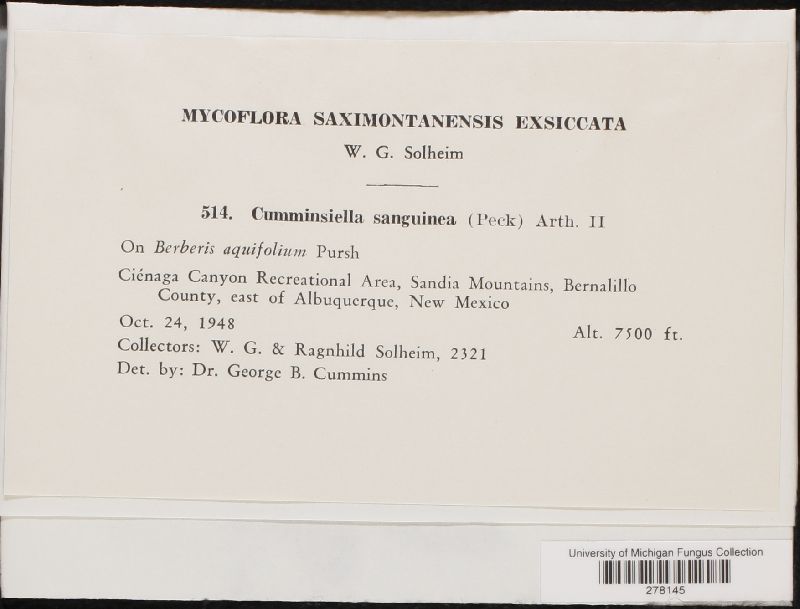 MYCOFLORA SAXIMONTANENSIS EXSICCATA
W. G. Solheim
514. Cumminsiella sanguinea (Peck) Arth. II
On Berberis aquifolium Pursh
Ciénaga Canyon Recreational Area, Sandia Mountains, Bernalillo
County, east of Albuquerque, New Mexico
Oct. 24, 1948
Alt. 7500 ft.
Collectors: W. G. & Ragnhild Solheim, 2321
Det. by: Dr. George B. Cummins
University of Michigan Fungus Collection
278145